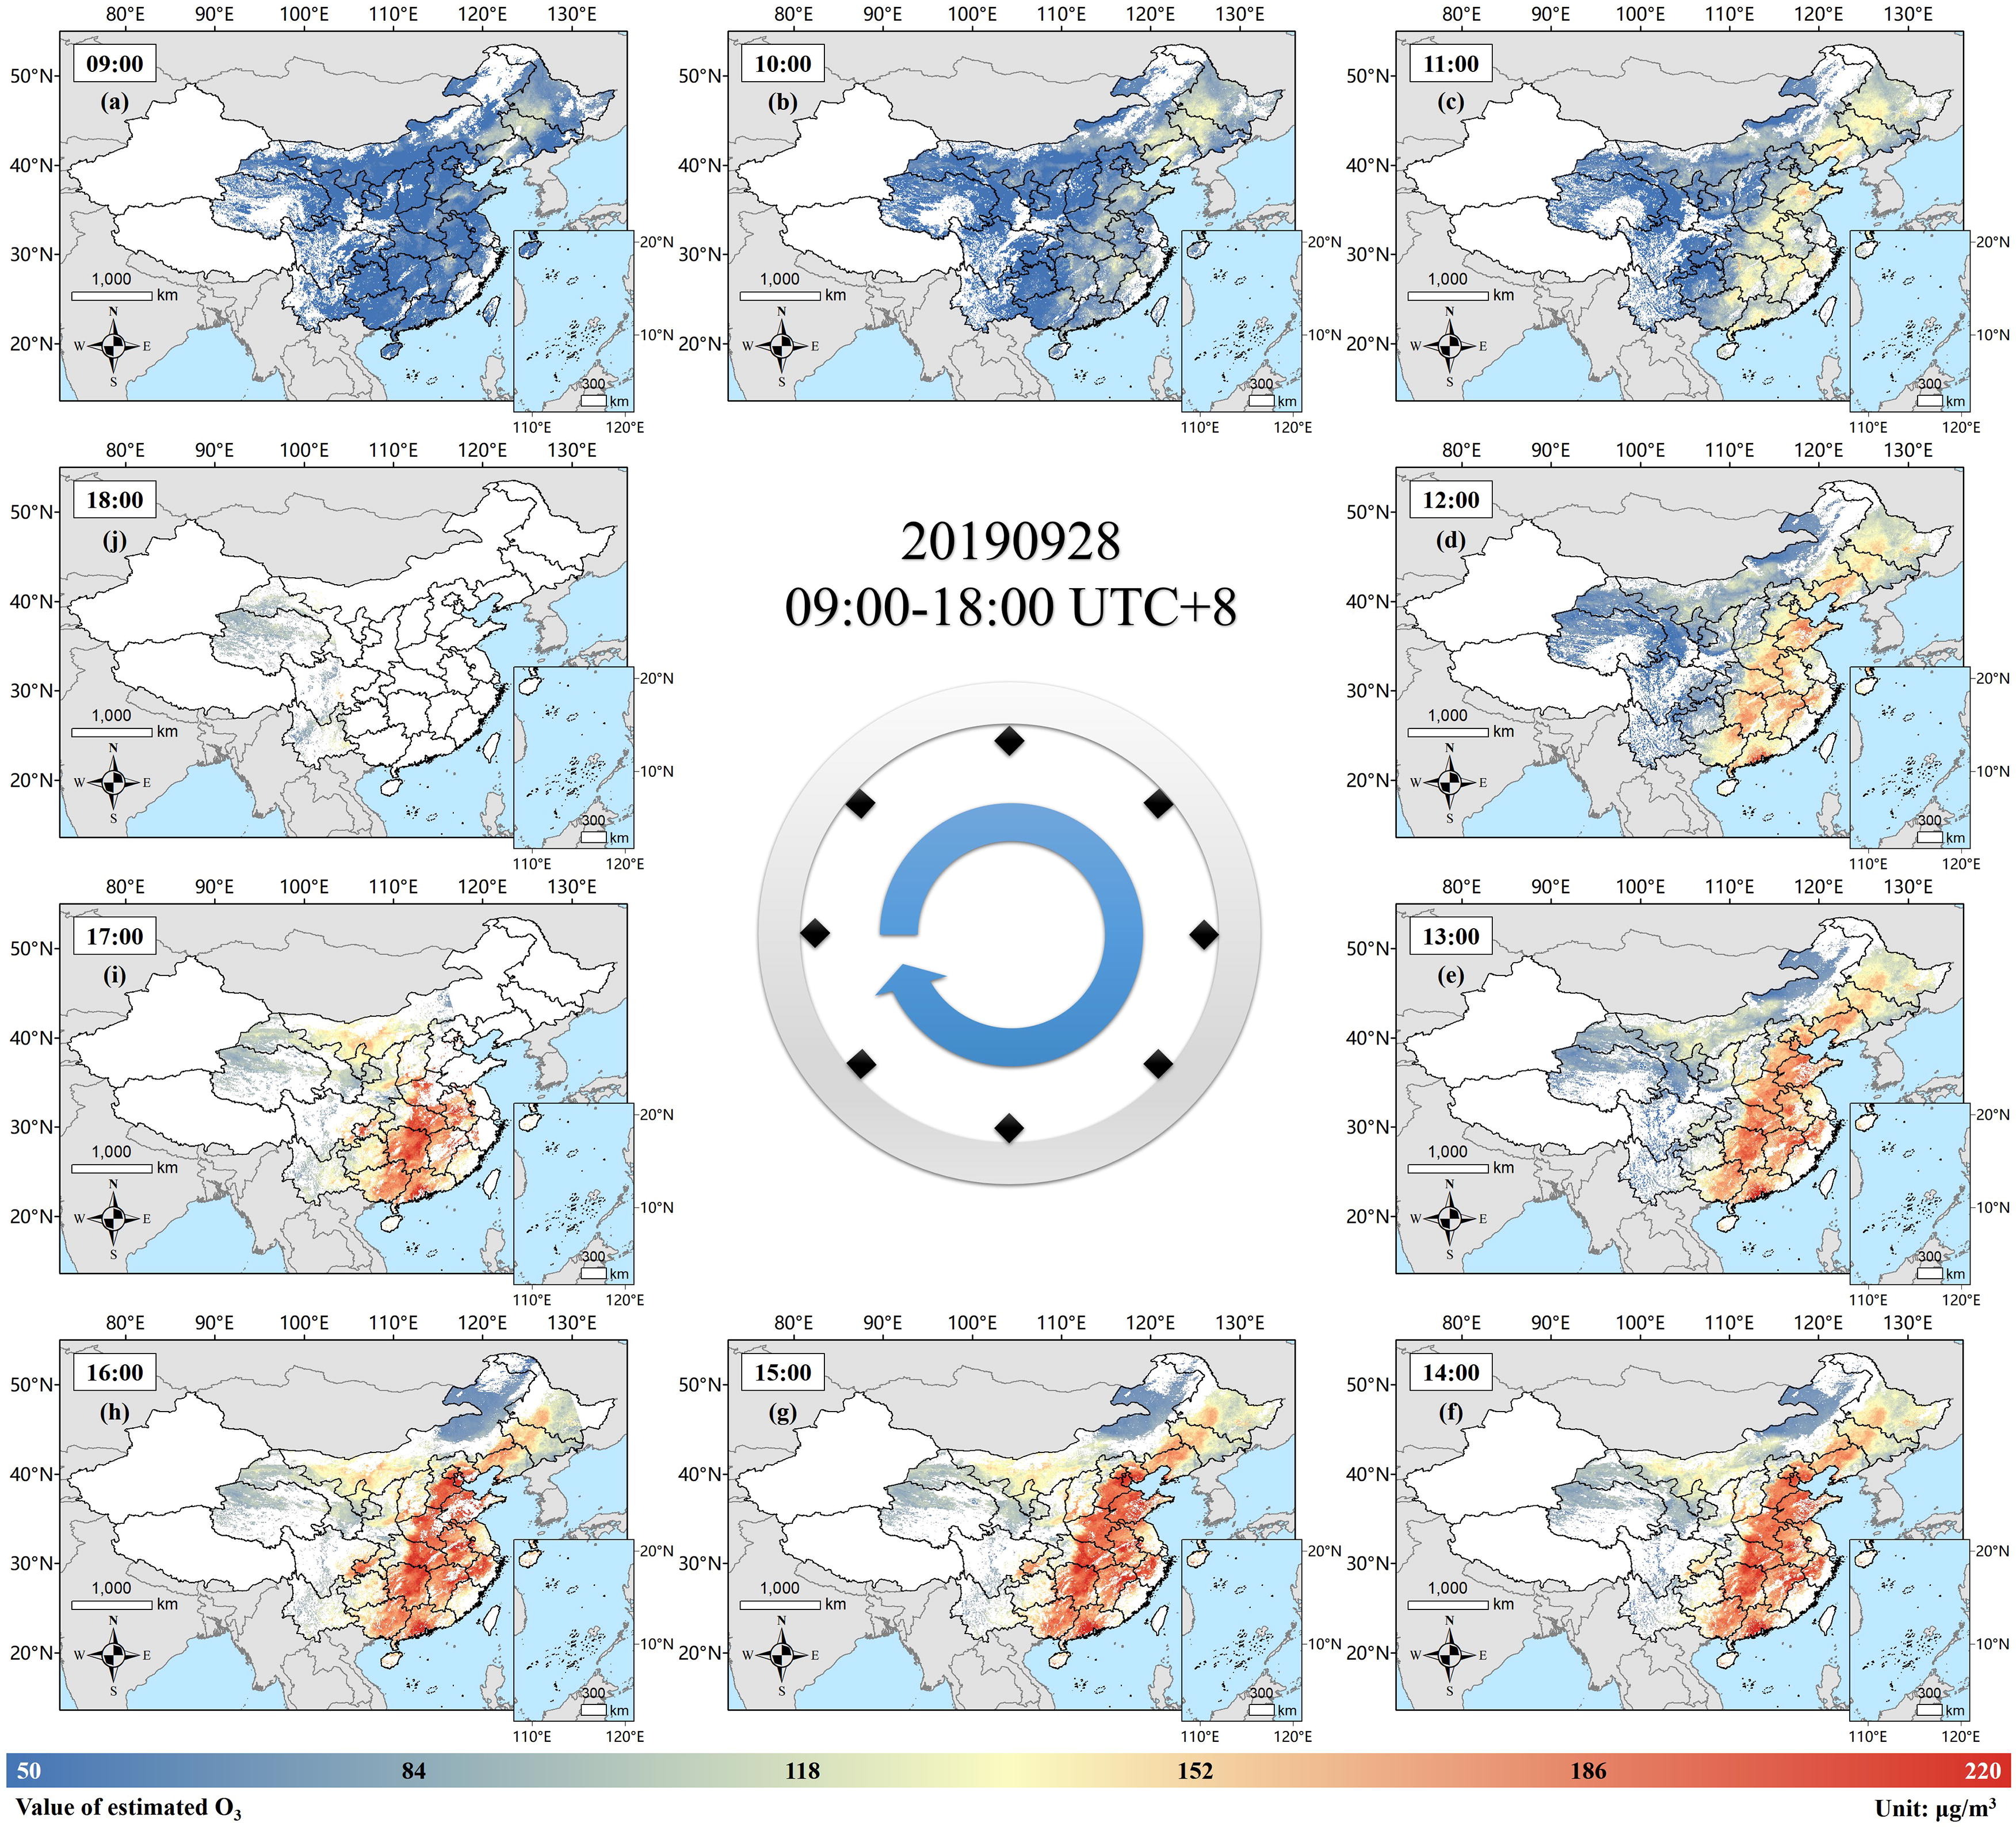 80°E 90°E 100°E 110°E 120°E 130°E
50°N
40°N
30°N
20°N
09:00
(a)
1,000
km
N
W E
S
20°N
10°N
300
km
110°E 120°E
80°E 90°E 100°E 110°E 120°E 130°E
50°N
40°N
30°N
20°N
10:00
(b)
1,000
km
N
W E
S
20°N
10°N
300
km
110°E 120°E
80°E 90°E 100°E 110°E 120°E 130°E
50°N
40°N
30°N
20°N
11:00
(c)
1,000
km
N
W E
S
20°N
10°N
300
km
110°E 120°E
80°E 90°E 100°E 110°E 120°E 130°E
50°N
40°N
30°N
20°N
18:00
(j)
1,000
km
N
W E
S
20°N
10°N
300
km
110°E 120°E
20190928
09:00-18:00 UTC+8
80°E 90°E 100°E 110°E 120°E 130°E
50°N
40°N
30°N
20°N
12:00
(d)
1,000
km
N
W E
S
20°N
10°N
300
km
110°E 120°E
80°E 90°E 100°E 110°E 120°E 130°E
50°N
40°N
30°N
20°N
17:00
(i)
1,000
km
N
W E
S
20°N
10°N
300
km
110°E 120°E
80°E 90°E 100°E 110°E 120°E 130°E
50°N
40°N
30°N
20°N
13:00
(e)
1,000
km
N
W E
S
20°N
10°N
300
km
110°E 120°E
80°E 90°E 100°E 110°E 120°E 130°E
50°N
40°N
30°N
20°N
16:00
(h)
1,000
km
N
W E
S
20°N
10°N
300
km
110°E 120°E
80°E 90°E 100°E 110°E 120°E 130°E
50°N
40°N
30°N
20°N
15:00
(g)
1,000
km
N
W E
S
20°N
10°N
300
km
110°E 120°E
80°E 90°E 100°E 110°E 120°E 130°E
50°N
40°N
30°N
20°N
14:00
(f)
1,000
km
N
W E
S
20°N
10°N
300
km
110°E 120°E
50 84 118 152 186 220
Value of estimated O₃ Unit: μg/m³